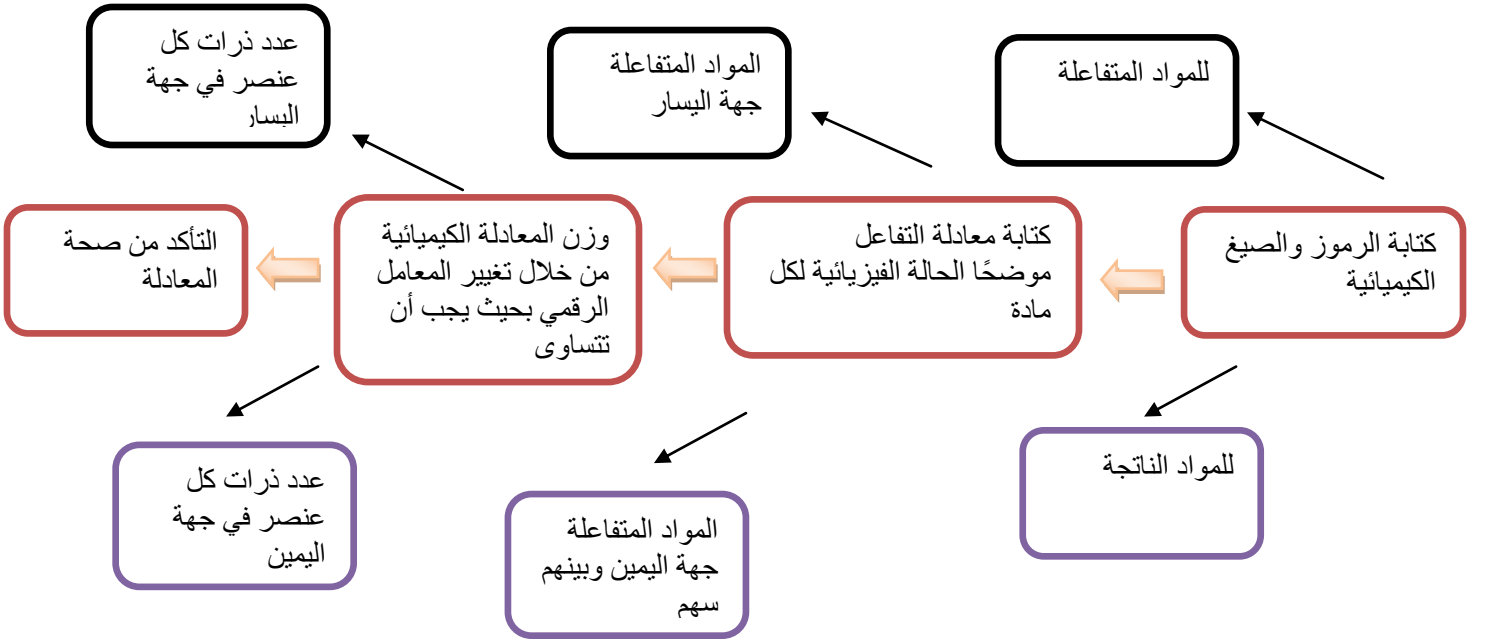 للمواد المتفاعلة
المواد المتفاعلة
جهة اليسار
عدد ذرات كل
عنصر في جهة
اليسار
كتابة الرموز والصيغ
الكيميائية
كتابة معادلة التفاعل
موضحًا الحالة الفيزيائية لكل
مادة
وزن المعادلة الكيميائية
من خلال تغيير المعامل
الرقمي بحيث يجب أن
تتساوى
التأكد من صحة
المعادلة
للمواد الناتجة
المواد المتفاعلة
جهة اليمين وبينهم
سهم
عدد ذرات كل
عنصر في جهة
اليمين